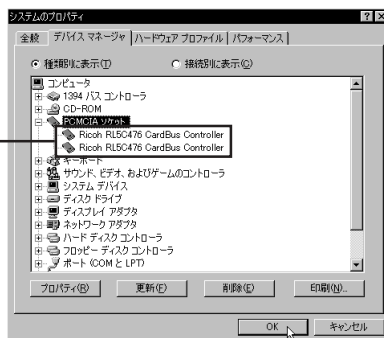 システムのプロパティ
全般 デバイス マネージャ ハードウェア プロファイル パフォーマンス
種類別に表示(T) 接続別に表示(C)
コンピュータ
1394 バス コントローラ
CD-ROM
PCMCIA ソケット
Ricoh RL5C476 CardBus Controller
Ricoh RL5C476 CardBus Controller
キーボード
サウンド、ビデオ、およびゲームのコントローラ
システム デバイス
ディスク ドライブ
ディスプレイ アダプタ
ネットワーク アダプタ
ハード ディスク コントローラ
フロッピー ディスク コントローラ
ポート (COM と LPT)
プロパティ(R) 更新(F) 削除(E) 印刷(N)...
OK キャンセル